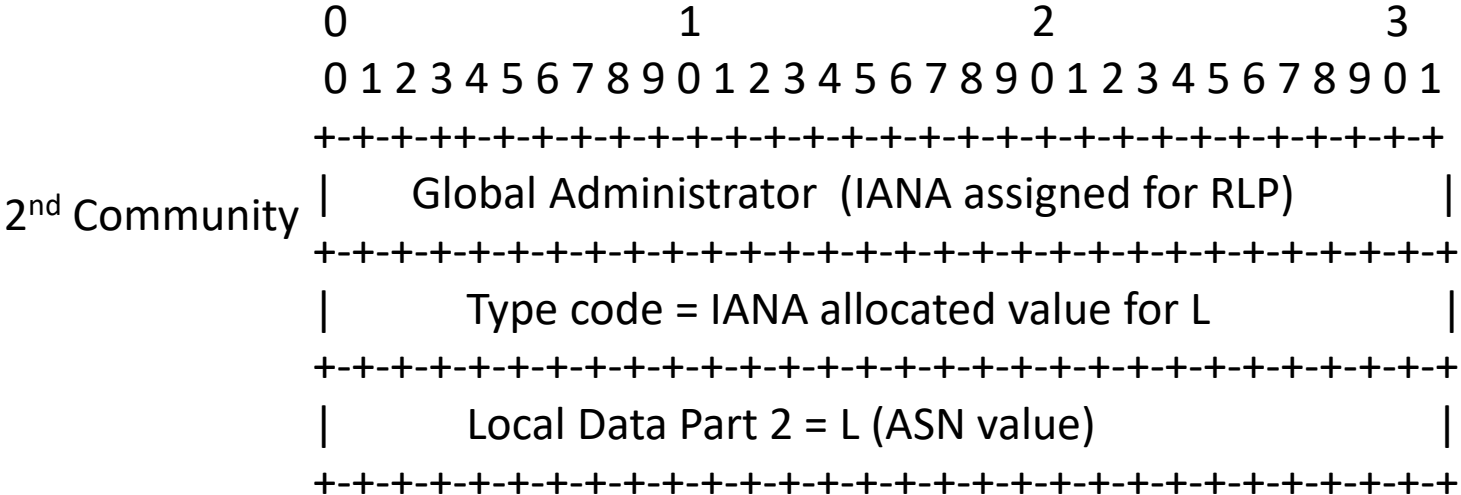 0 1 2 3
0 1 2 3 4 5 6 7 8 9 0 1 2 3 4 5 6 7 8 9 0 1 2 3 4 5 6 7 8 9 0 1
+-+-+-++-+-+-+-+-+-+-+-+-+-+-+-+-+-+-+-+-+-+-+-+-+-+-+-+-+-+
2nd Community | Global Administrator (IANA assigned for RLP) |
+-+-+-+-+-+-+-+-+-+-+-+-+-+-+-+-+-+-+-+-+-+-+-+-+-+-+-+-+-+-+
| Type code = IANA allocated value for L |
+-+-+-+-+-+-+-+-+-+-+-+-+-+-+-+-+-+-+-+-+-+-+-+-+-+-+-+-+-+-+
| Local Data Part 2 = L (ASN value) |
+-+-+-+-+-+-+-+-+-+-+-+-+-+-+-+-+-+-+-+-+-+-+-+-+-+-+-+-+-+-+